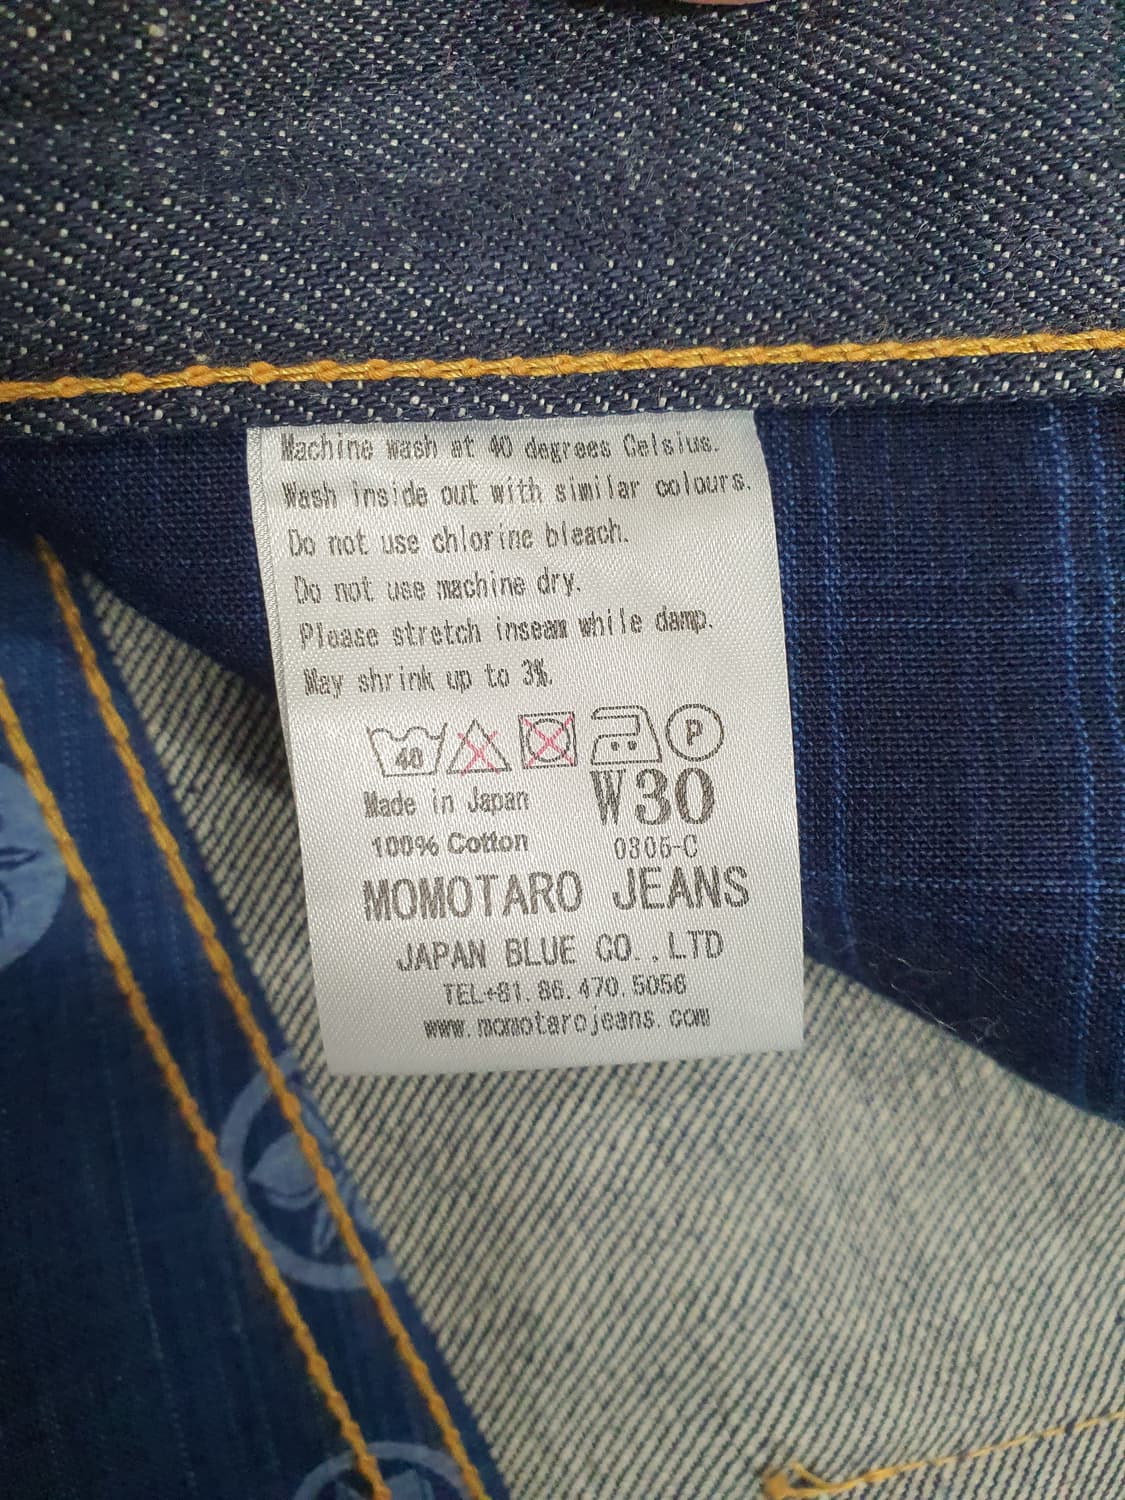 Machine Wash at 40 degrees Celsius.
Wash inside out with similar colours.
Do not use chlorine bleach.
Do not use machine dry.
Please stretch inseam while damp.
May shrink up to 3%.
40 P
Made in Japan W30
100% Cotton 0306-C
MOMOTARO JEANS
JAPAN BLUE CO.,LTD
TEL+81.86.470.5056
www.momotarojeans.com